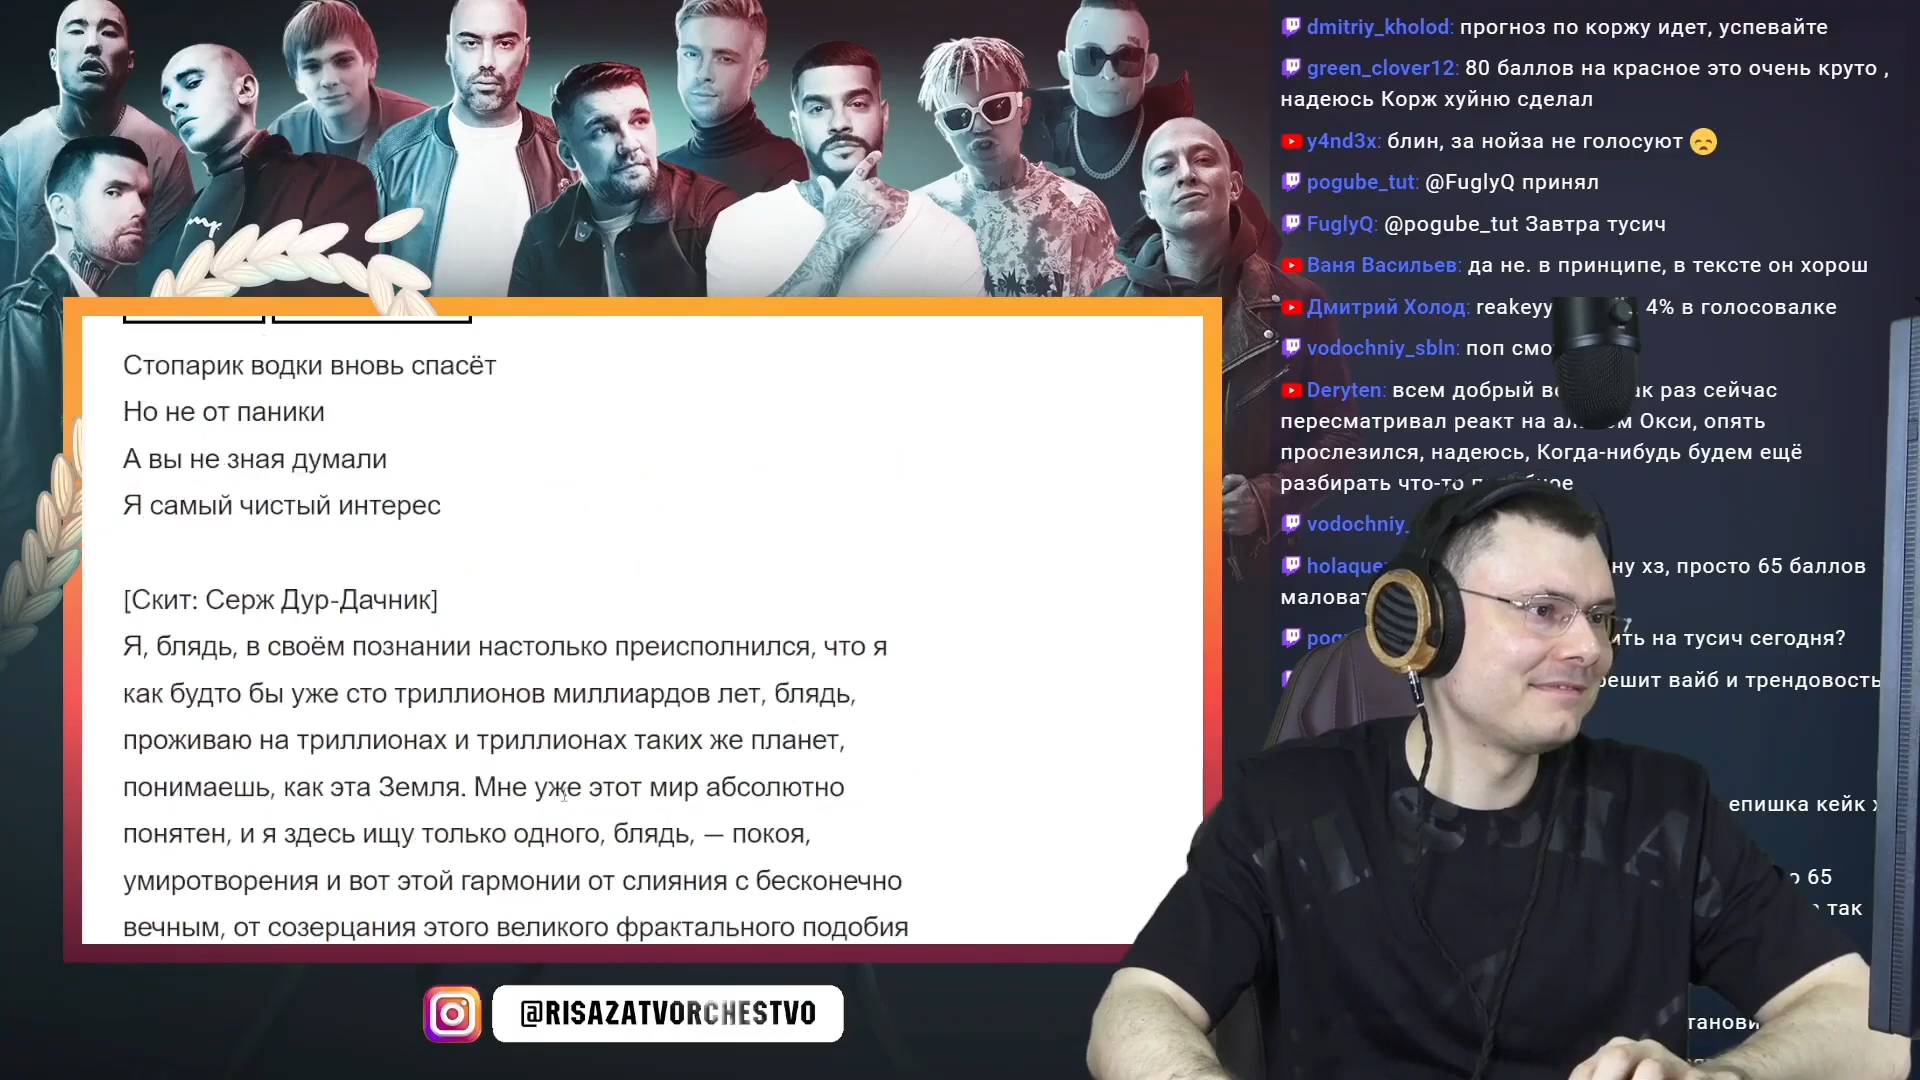 Стопарик водки вновь спасёт
Но не от паники
А вы не зная думали
Я самый чистый интерес
[Скит: Серж Дур-Дачник]
Я, блядь, в своём познании настолько преисполнился, что я
как будто бы уже сто триллионов миллиардов лет, блядь,
проживаю на триллионах и триллионах таких же планет,
понимаешь, как эта Земля. Мне уже этот мир абсолютно
понятен, и я здесь ищу только одного, блядь, — покоя,
умиротворения и вот этой гармонии от слияния с бесконечно
вечным, от созерцания этого великого фрактального подобия
@RISAZATVORCHESTVO
dmitriy_kholod: прогноз по коржу идет, успевайте
green_clover12: 80 баллов на красное это очень круто ,
надеюсь Корж хуйню сделал
y4nd3x: блин, за нойза не голосуют
pogube_tut: @FuglyQ принял
FuglyQ: @pogube_tut Завтра тусич
Ваня Васильев: да не. в принципе, в тексте он хорош
Дмитрий Холод: reakeyy 4% в голосовалке
vodochniy_sbln: поп
Deryten: всем добрый сейчас
пересматривал реакт на Окси, опять
прослезился, надеюсь, Когда-нибудь будем ещё
разбирать что-то
vodochniy_
ну хз, просто 65 баллов
на тусич сегодня?
вайб и трендовость
кейк
65
так